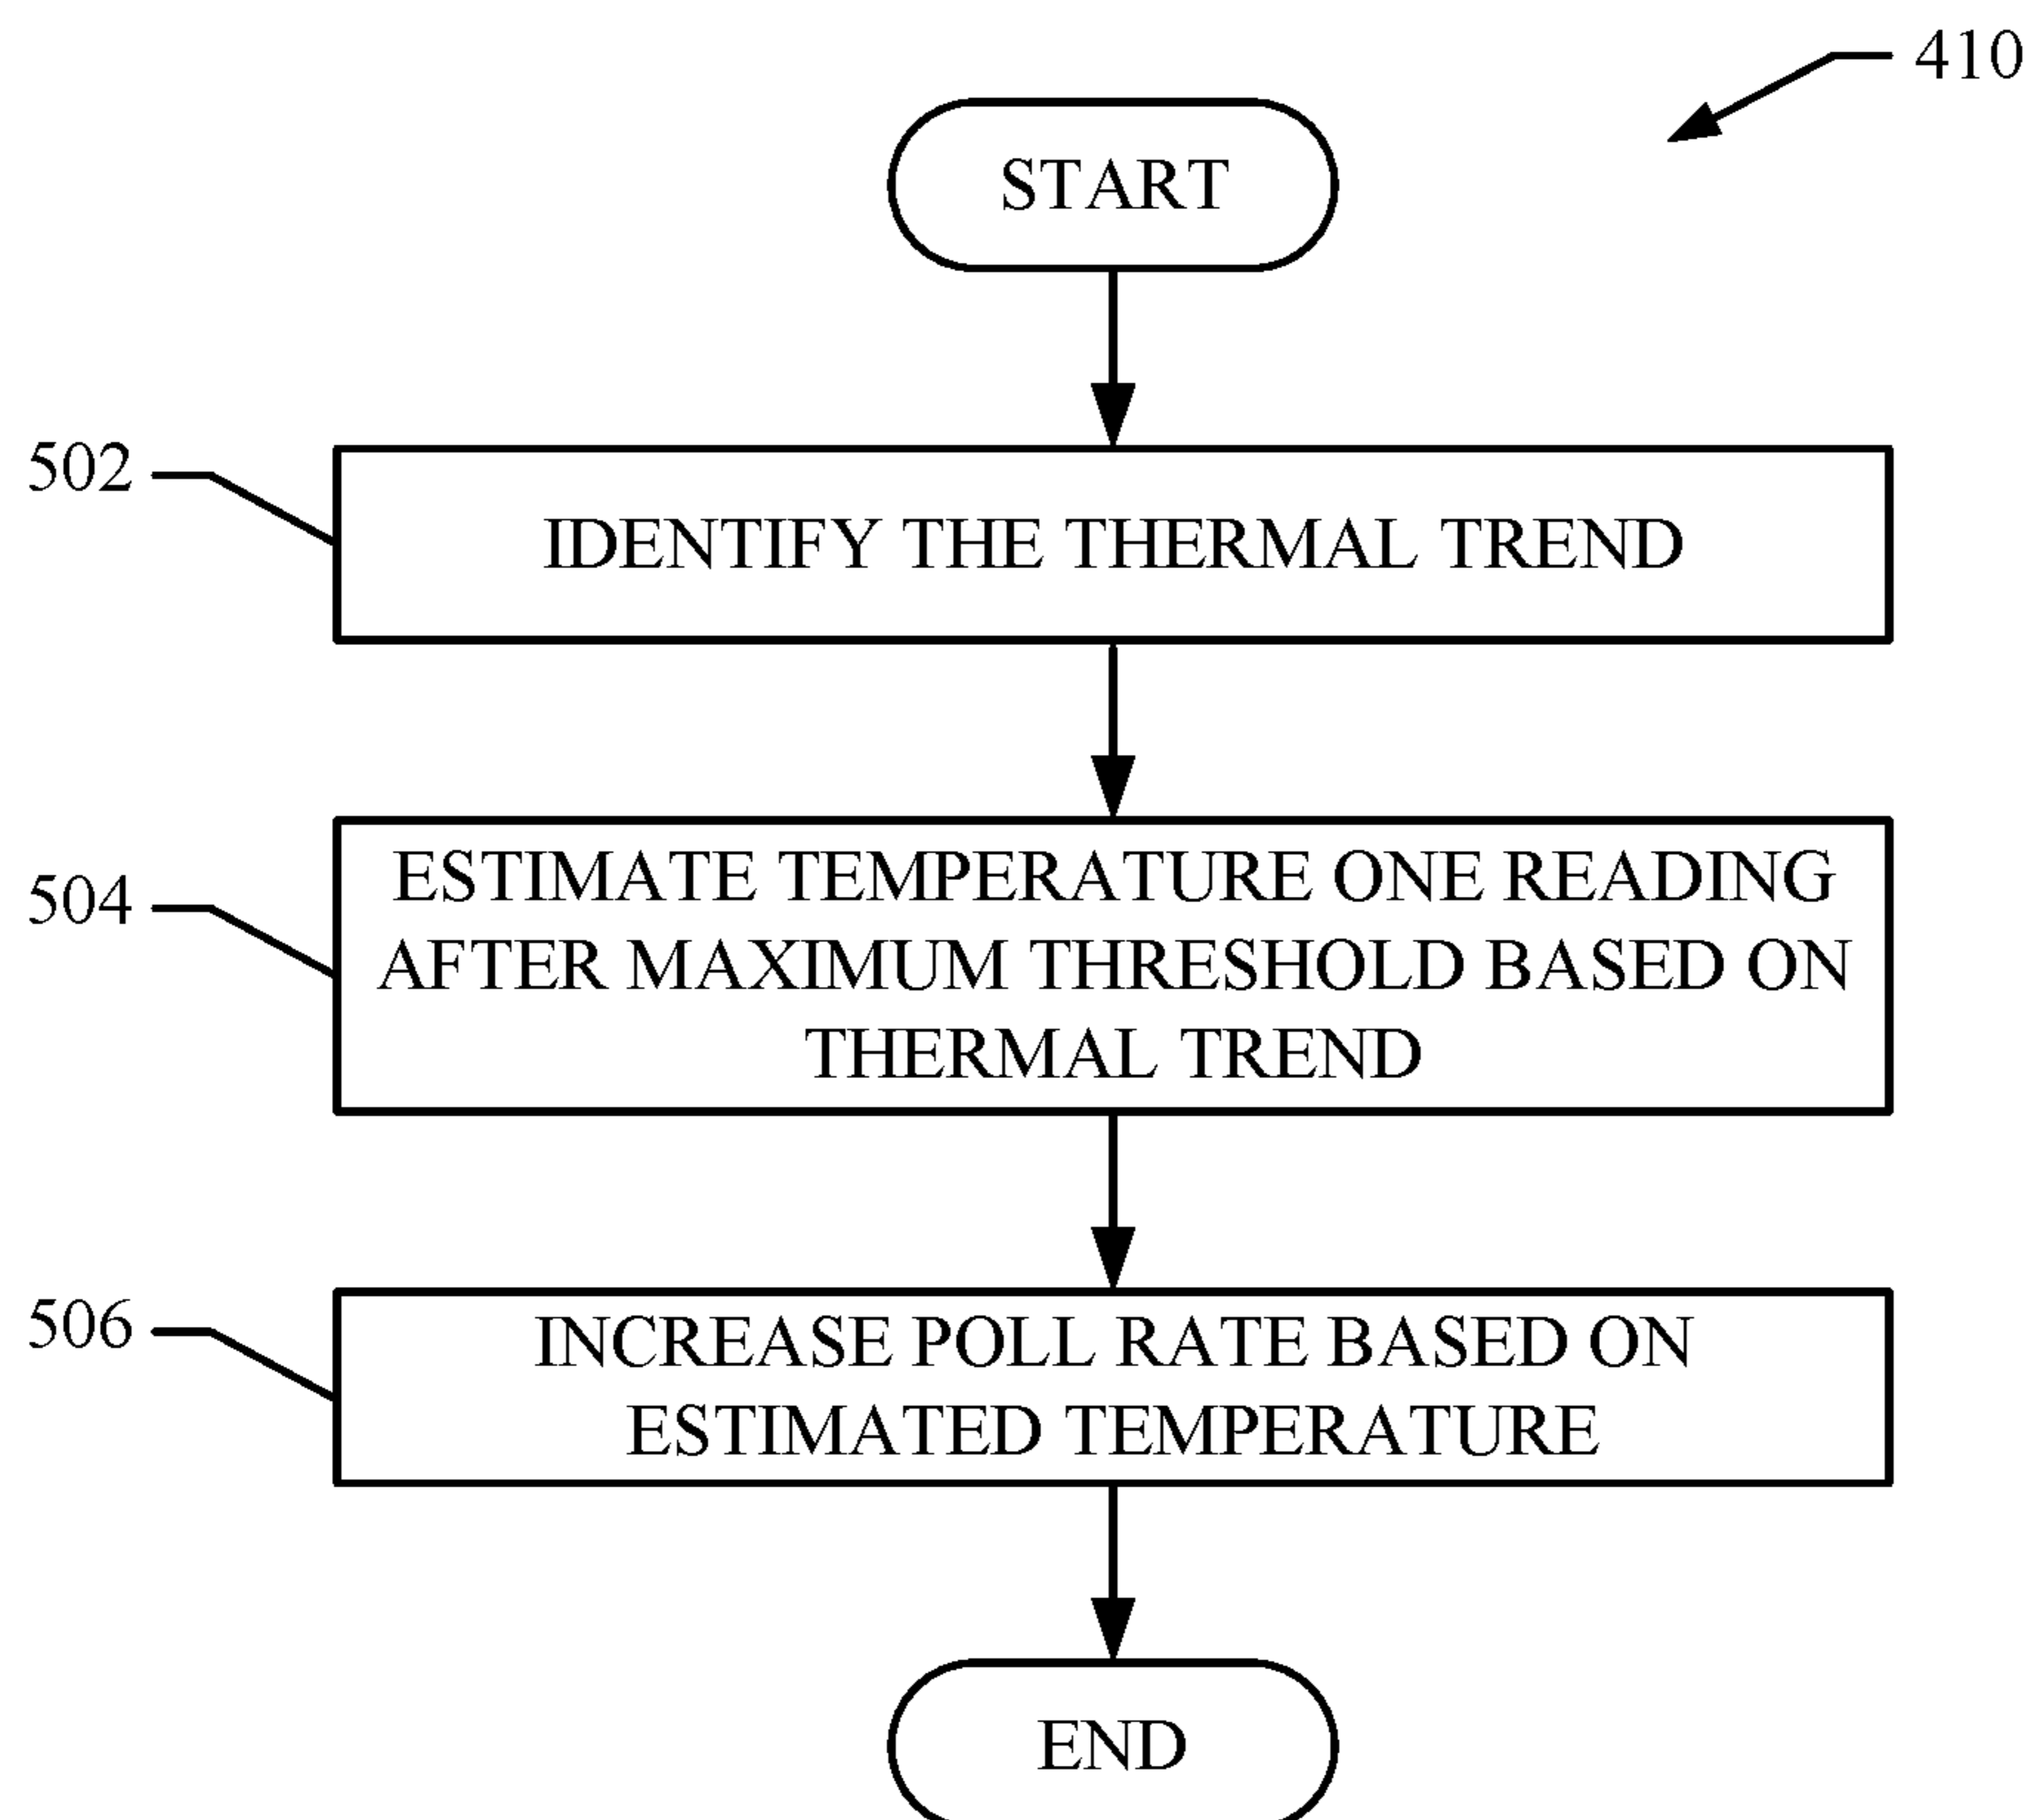 410
START
502
IDENTIFY THE THERMAL TREND
504
ESTIMATE TEMPERATURE ONE READING
AFTER MAXIMUM THRESHOLD BASED ON
THERMAL TREND
506
INCREASE POLL RATE BASED ON
ESTIMATED TEMPERATURE
END